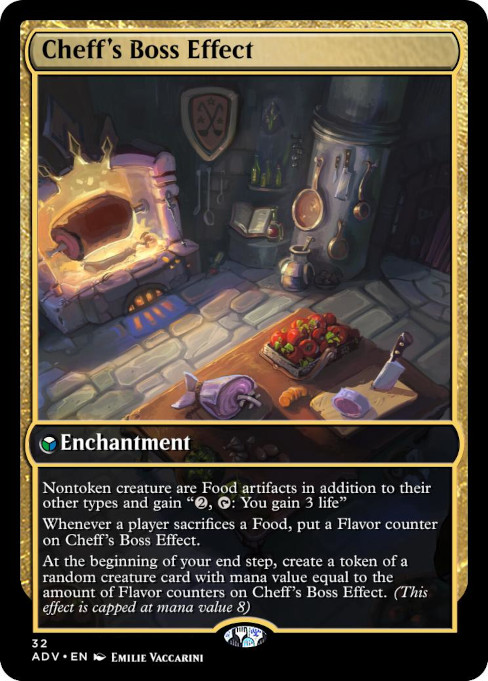 Cheff's Boss Effect
Enchantment
Nontoken creature are Food artifacts in addition to their
other types and gain “2, T: You gain 3 life”
Whenever a player sacrifices a Food, put a Flavor counter
on Cheff's Boss Effect.
At the beginning of your end step, create a token of a
random creature card with mana value equal to the
amount of Flavor counters on Cheff's Boss Effect. (This
effect is capped at mana value 8)
32
ADV • EN Emilie Vaccarini